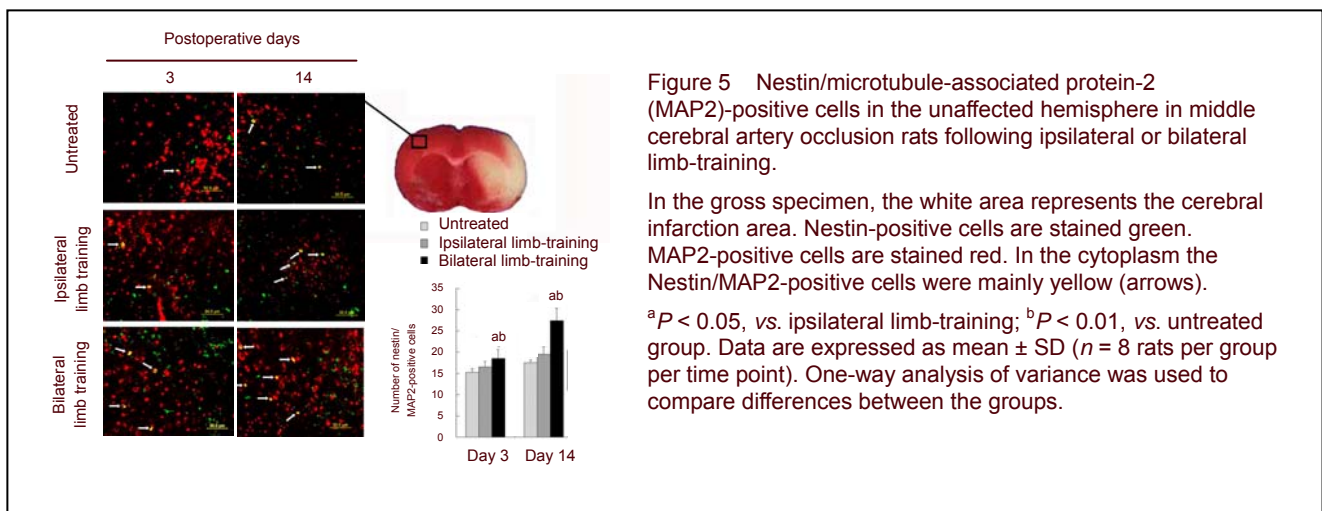 Postoperative days
3 14
Untreated
Ipsilateral
limb training
Bilateral
limb training
Untreated
Ipsilateral limb-training
Bilateral limb-training
Number of nestin/
MAP2-positive cells
35
30
25
20
15
10
5
0
ab
ab
Day 3 Day 14
Figure 5 Nestin/microtubule-associated protein-2
(MAP2)-positive cells in the unaffected hemisphere in middle
cerebral artery occlusion rats following ipsilateral or bilateral
limb-training.
In the gross specimen, the white area represents the cerebral
infarction area. Nestin-positive cells are stained green.
MAP2-positive cells are stained red. In the cytoplasm the
Nestin/MAP2-positive cells were mainly yellow (arrows).
ᵃP < 0.05, vs. ipsilateral limb-training; ᵇP < 0.01, vs. untreated
group. Data are expressed as mean ± SD (n = 8 rats per group
per time point). One-way analysis of variance was used to
compare differences between the groups.